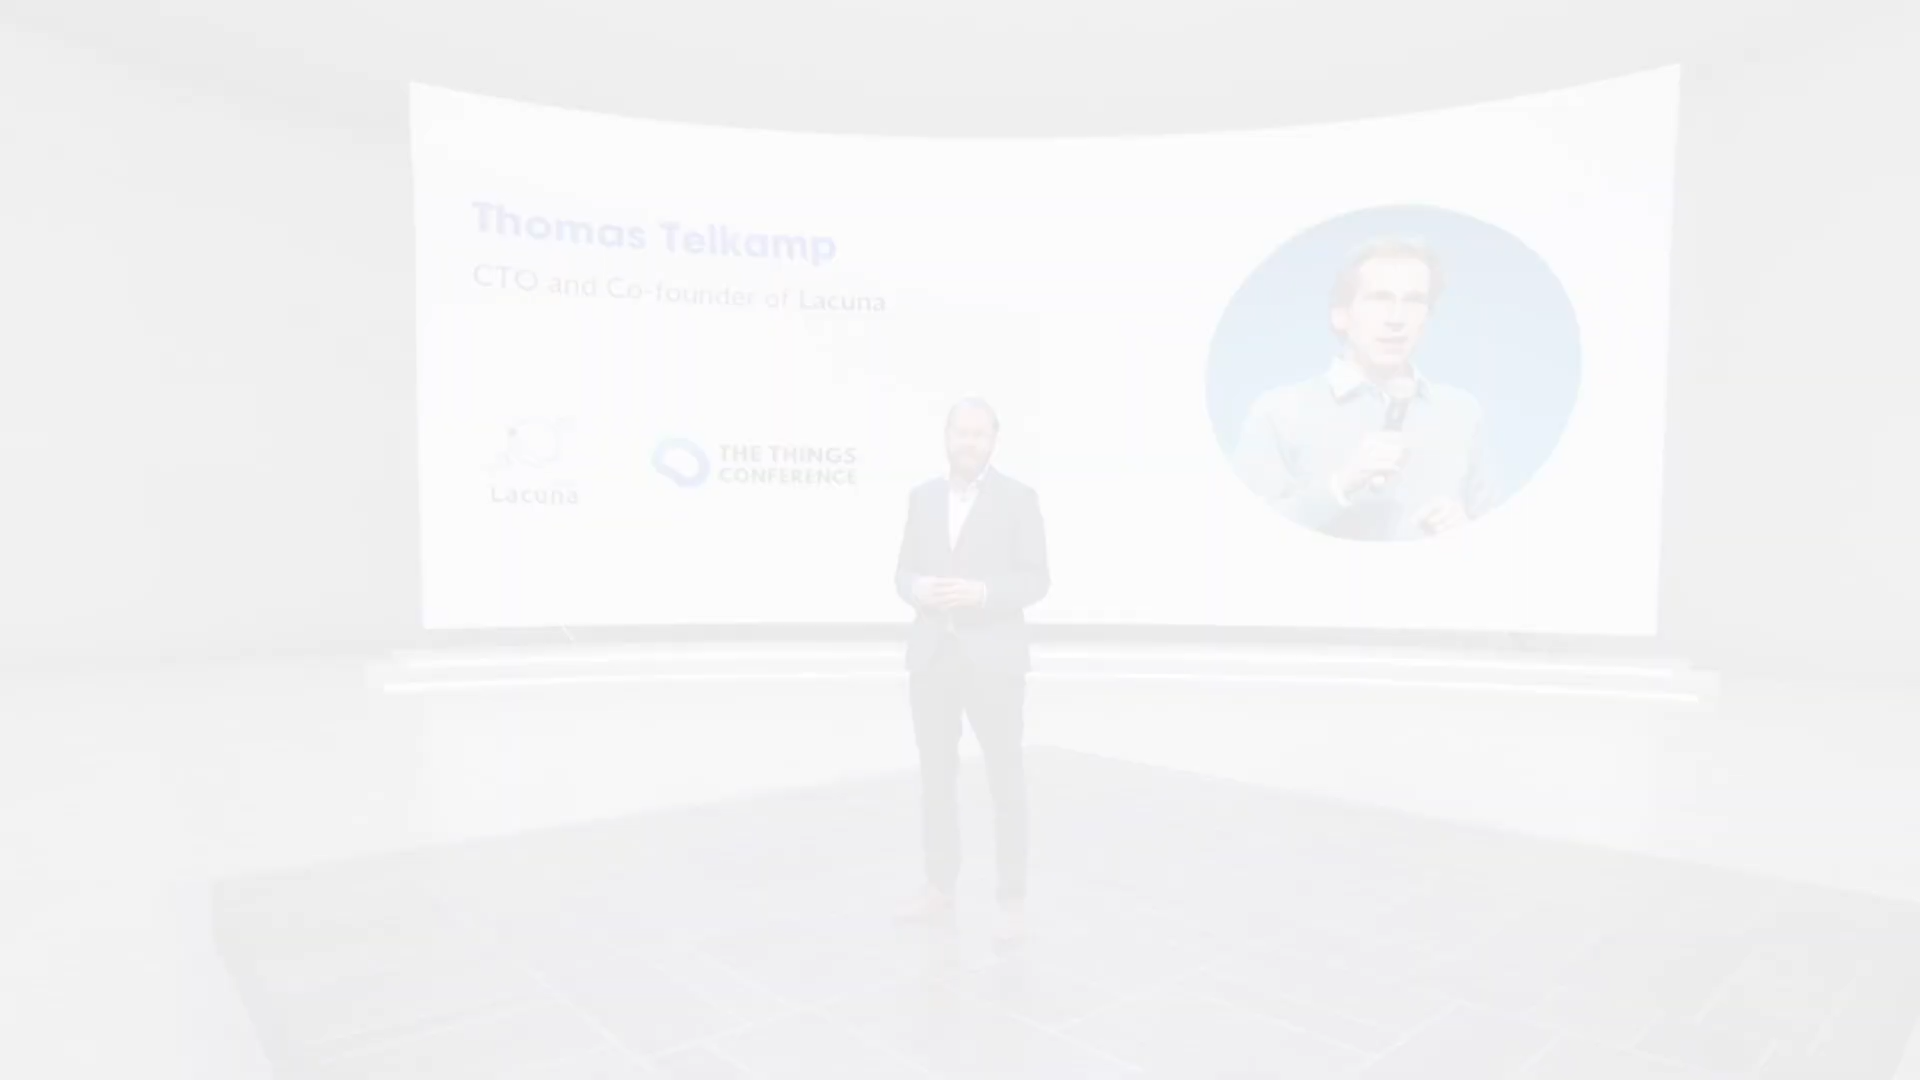 Thomas Telkamp
CTO and Co-founder of Lacuna
Lacuna
THE THINGS
CONFERENCE